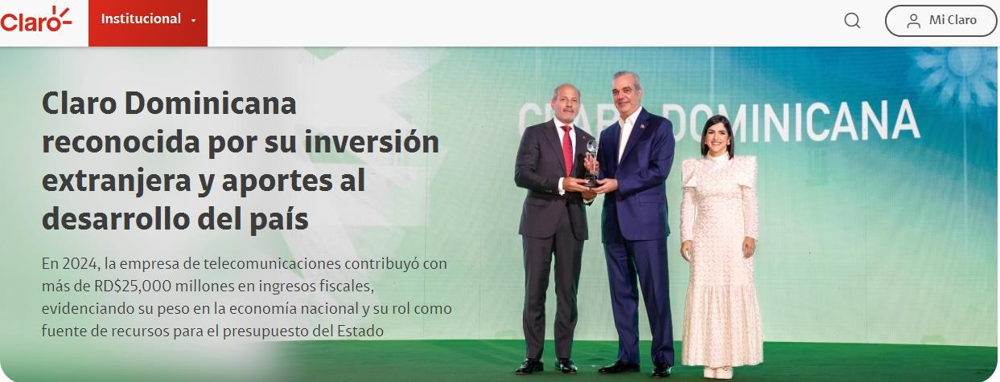 Claro
Institucional
Mi Claro
CLARO DOMINICANA
Claro Dominicana
reconocida por su inversión
extranjera y aportes al
desarrollo del país
En 2024, la empresa de telecomunicaciones contribuyó con
más de RD$25,000 millones en ingresos fiscales,
evidenciando su peso en la economía nacional y su rol como
fuente de recursos para el presupuesto del Estado